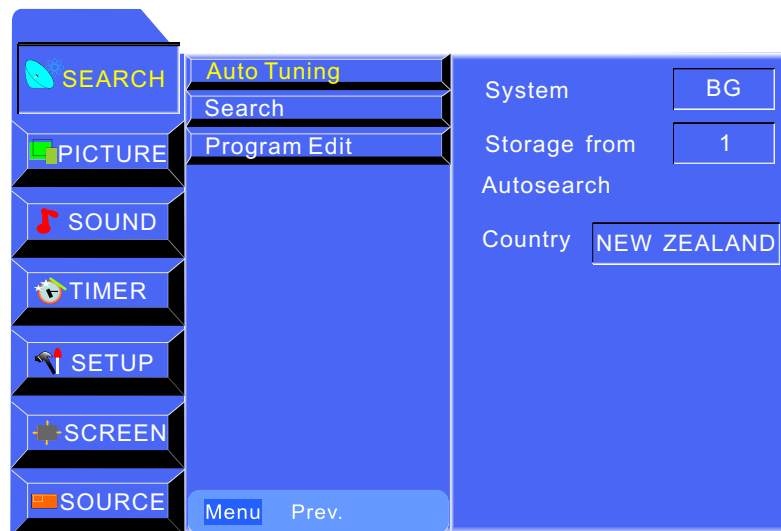 SEARCH
PICTURE
SOUND
TIMER
SETUP
SCREEN
SOURCE
Auto Tuning
Search
Program Edit
Menu Prev.
System BG
Storage from 1
Autosearch
Country NEW ZEALAND